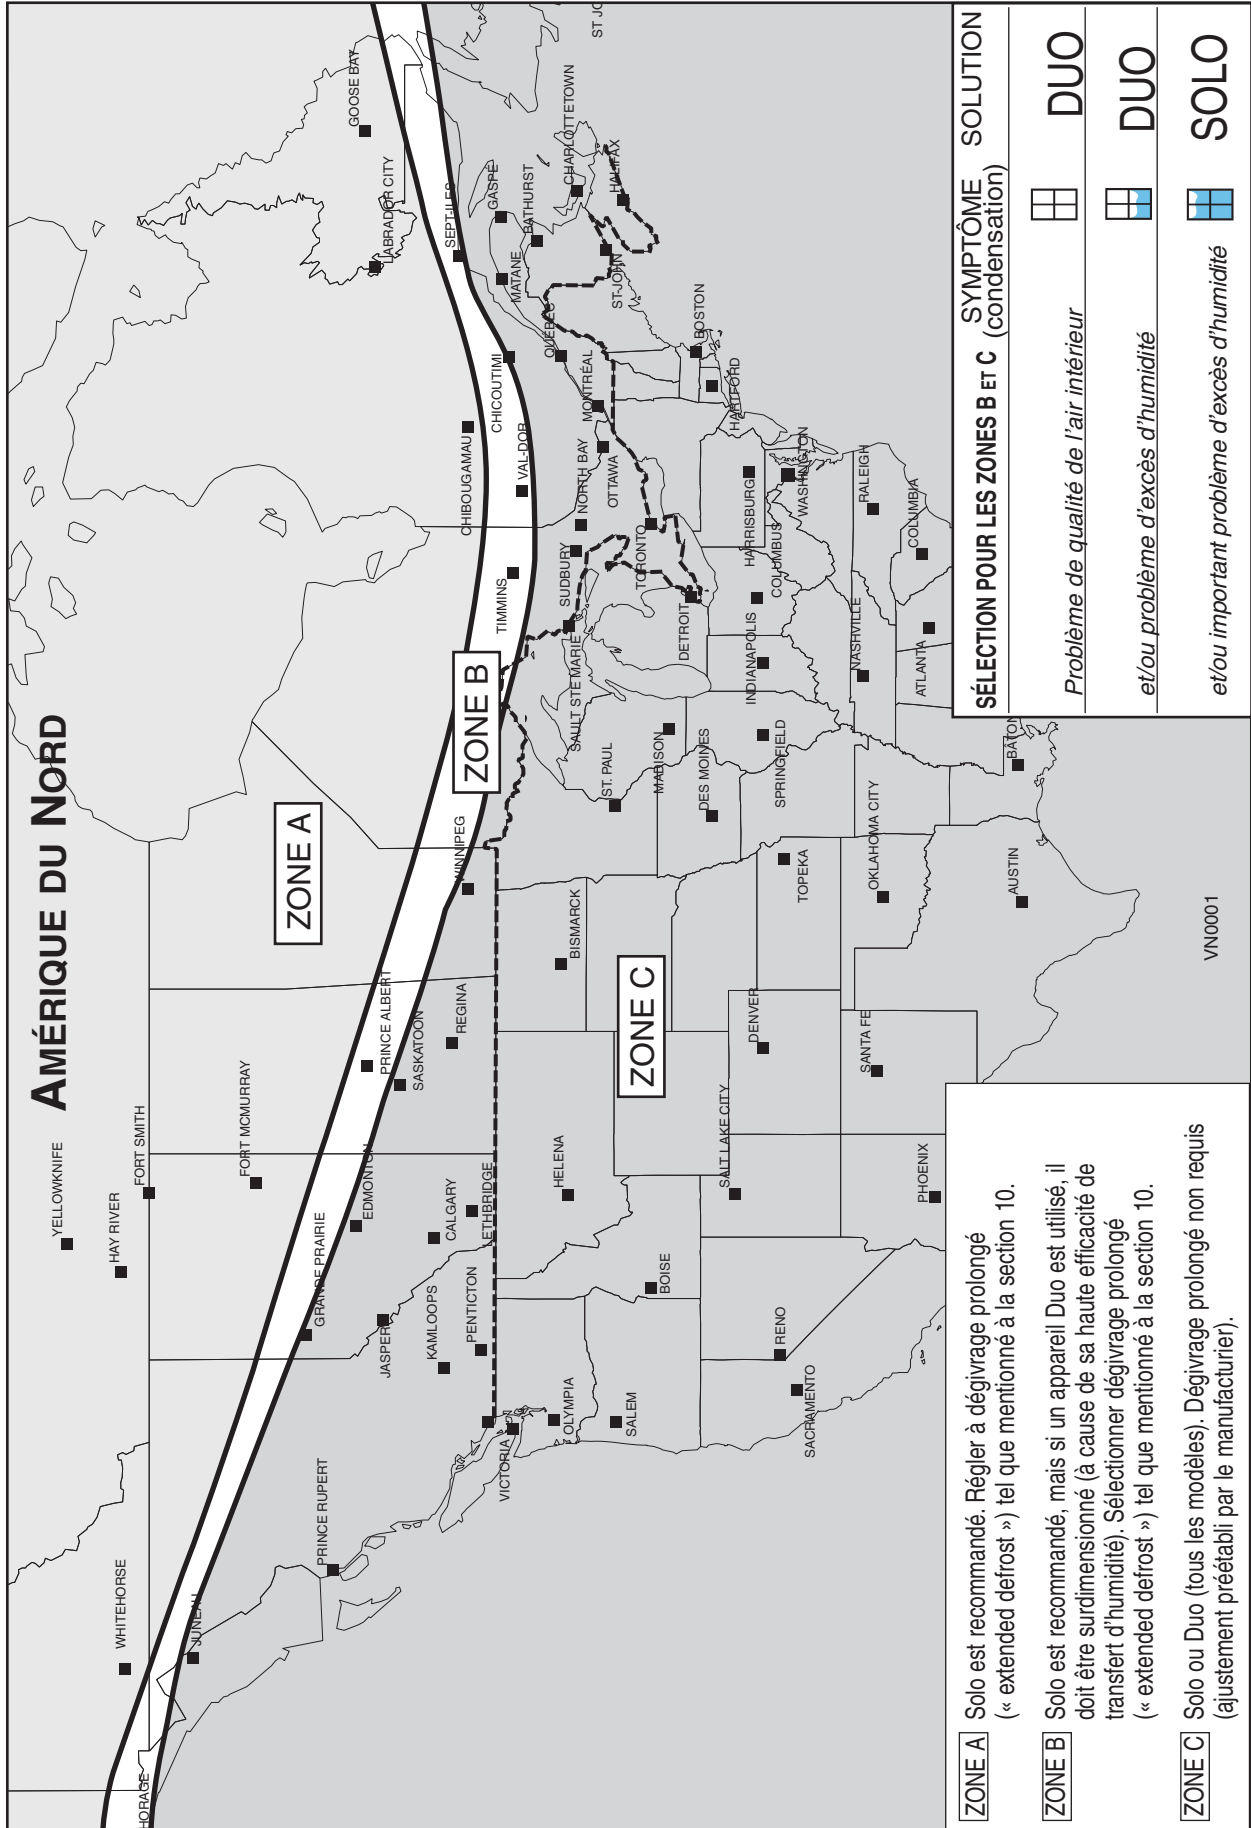 AMÉRIQUE DU NORD
ZONE A
ZONE B
ZONE C
YELLOWKNIFE
HAY RIVER
FORT SMITH
FORT MCMURRAY
WHITEHORSE
JUNEAU
HORAGE
PRINCE RUPERT
GRANDE PRAIRIE
EDMONTON
JASPER
KAMLOOPS
PENTICTON
CALGARY
LETHBRIDGE
PRINCE ALBERT
SASKATOON
REGINA
WINNIPEG
VICTORIA
OLYMPIA
SALEM
BOISE
HELENA
BISMARCK
RENO
SACRAMENTO
SALT LAKE CITY
PHOENIX
DENVER
SANTA FE
TOPEKA
OKLAHOMA CITY
AUSTIN
BÂTON
ST. PAUL
MADISON
DES MOINES
SPRINGFIELD
INDIANAPOLIS
NASHVILLE
ATLANTA
COLUMBIA
RALEIGH
COLUMBUS
HARRISBURG
WASHINGTON
DETROIT
TORONTO
SAULT STE MARIE
SUDBURY
NORTH BAY
TIMMINS
VAL-DOR
CHIBOUGAMAU
CHICOUTIMI
OTTAWA
MONTRÉAL
QUÉBEC
HARTFORD
BOSTON
MATANE
GASPÉ
BATHURST
SEPT-ILES
ST-JOHN
CHARLOTTETOWN
HALIFAX
LABRADOR CITY
GOOSE BAY
ST JO
VN0001
ZONE A Solo est recommandé. Régler à dégivrage prolongé
(« extended defrost ») tel que mentionné à la section 10.
ZONE B Solo est recommandé, mais si un appareil Duo est utilisé, il
doit être surdimensionné (à cause de sa haute efficacité de
transfert d'humidité). Sélectionner dégivrage prolongé
(« extended defrost ») tel que mentionné à la section 10.
ZONE C Solo ou Duo (tous les modèles). Dégivrage prolongé non requis
(ajustement préétabli par le manufacturier).
SÉLECTION POUR LES ZONES B ET C SYMPTÔME SOLUTION
(condensation)
Problème de qualité de l'air intérieur DUO
et/ou problème d'excès d'humidité DUO
et/ou important problème d'excès d'humidité SOLO